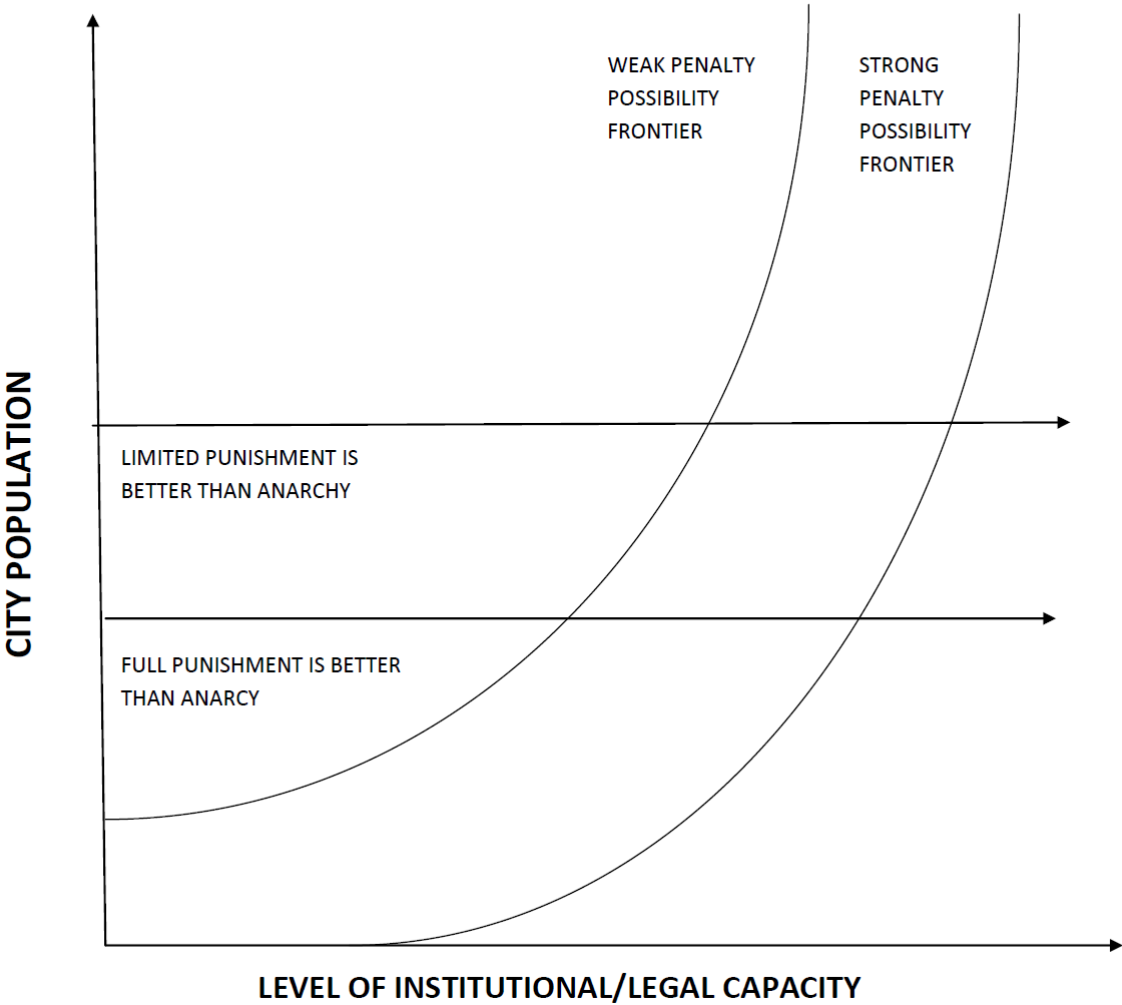 WEAK PENALTY
POSSIBILITY
FRONTIER
STRONG
PENALTY
POSSIBILITY
FRONTIER
CITY POPULATION
LIMITED PUNISHMENT IS
BETTER THAN ANARCHY
FULL PUNISHMENT IS BETTER
THAN ANARCY
LEVEL OF INSTITUTIONAL/LEGAL CAPACITY